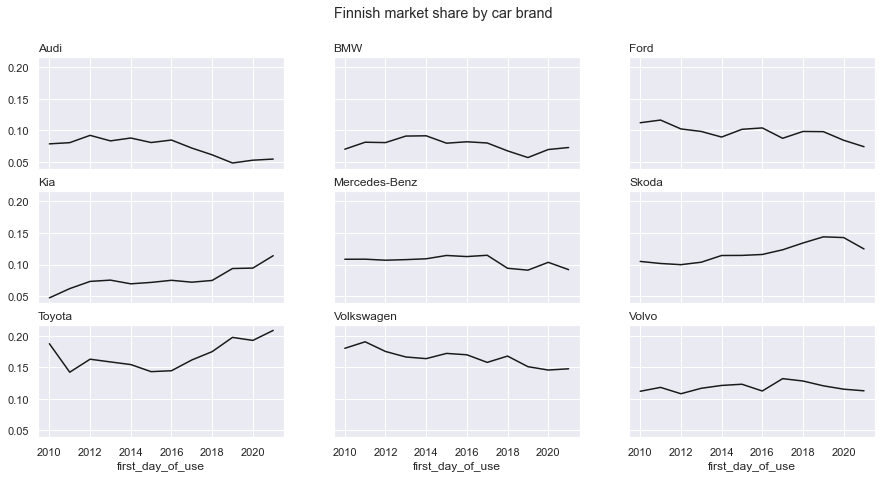 Finnish market share by car brand
Audi
BMW
Ford
0.20
0.15
0.10
0.05
Kia
Mercedes-Benz
Skoda
0.20
0.15
0.10
0.05
Toyota
Volkswagen
Volvo
0.20
0.15
0.10
0.05
2010 2012 2014 2016 2018 2020
2010 2012 2014 2016 2018 2020
2010 2012 2014 2016 2018 2020
first_day_of_use
first_day_of_use
first_day_of_use